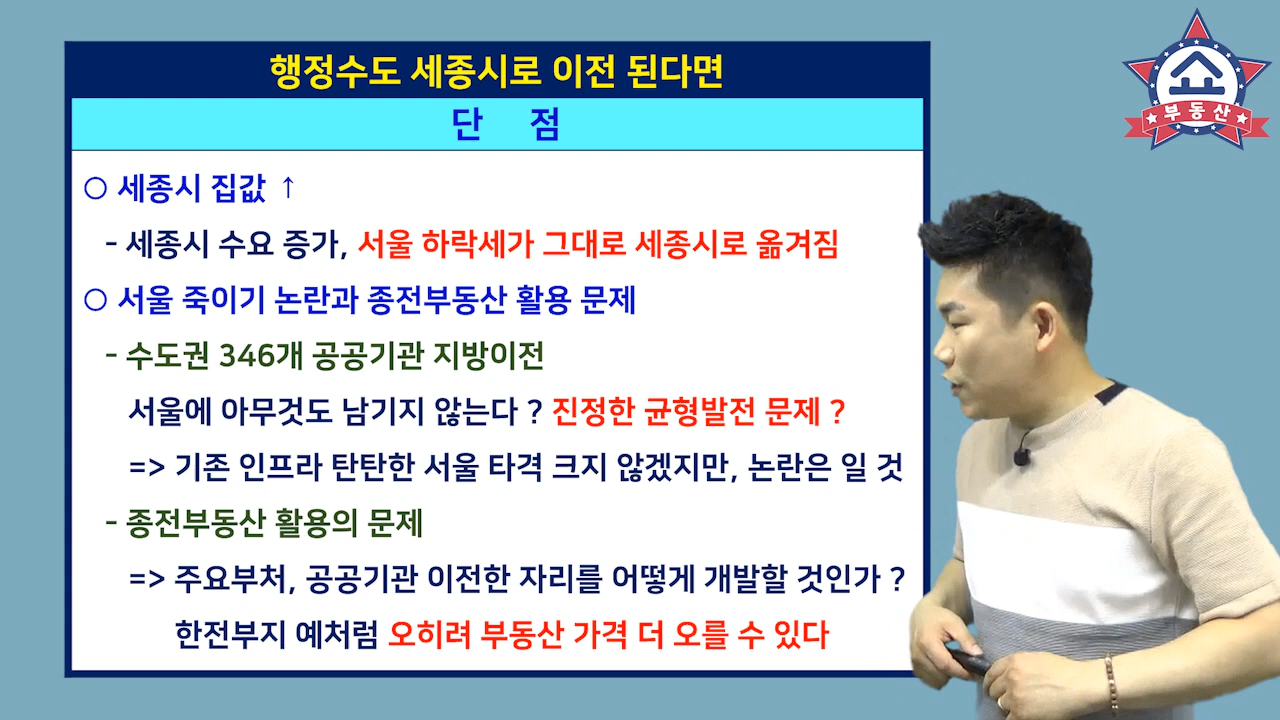 행정수도 세종시로 이전 된다면
단 점
○ 세종시 집값 ↑
- 세종시 수요 증가, 서울 하락세가 그대로 세종시로 옮겨짐
○ 서울 죽이기 논란과 종전부동산 활용 문제
- 수도권 346개 공공기관 지방이전
서울에 아무것도 남기지 않는다 ? 진정한 균형발전 문제 ?
=> 기존 인프라 탄탄한 서울 타격 크지 않겠지만, 논란은 일 것
- 종전부동산 활용의 문제
=> 주요부처, 공공기관 이전한 자리를 어떻게 개발할 것인가 ?
한전부지 예처럼 오히려 부동산 가격 더 오를 수 있다
쇼
부동산